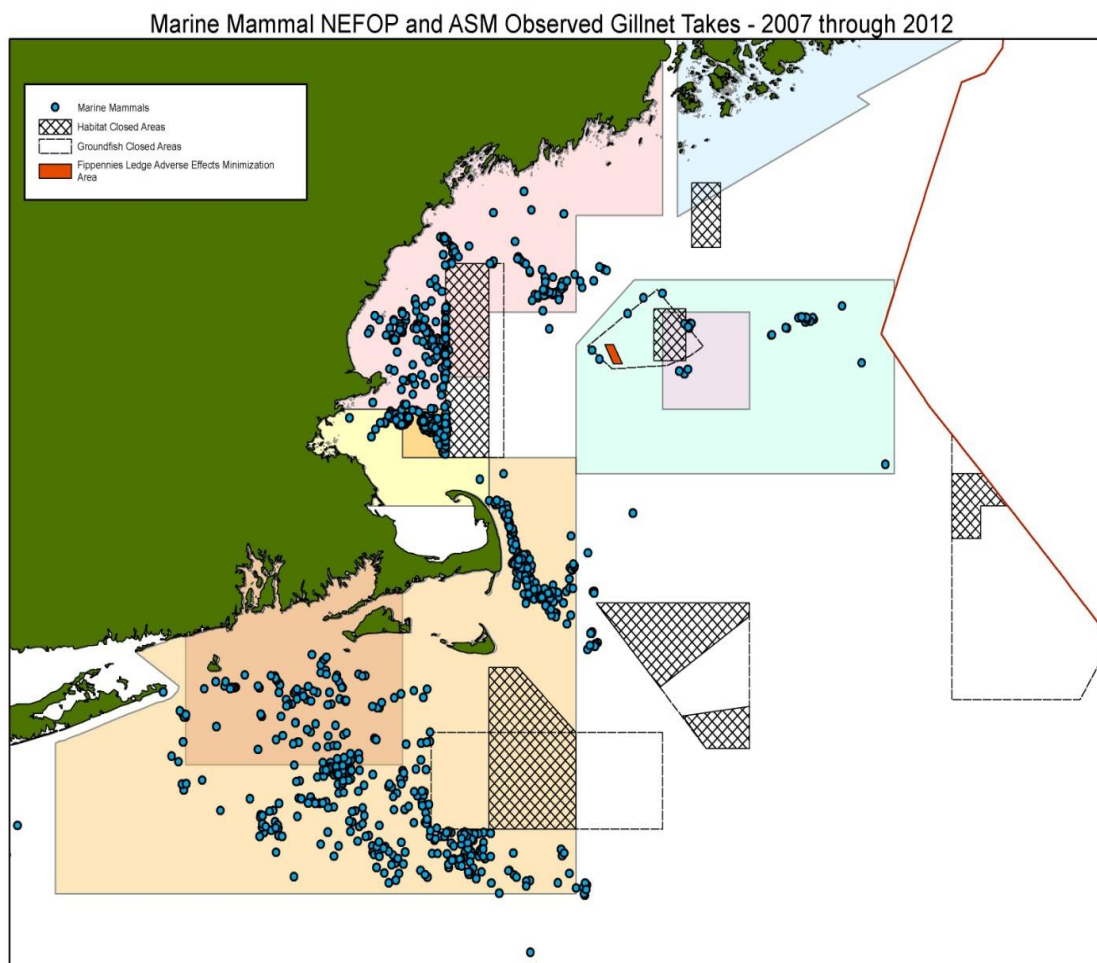 Marine Mammal NEFOP and ASM Observed Gillnet Takes - 2007 through 2012
Marine Mammals
Habitat Closed Areas
Groundfish Closed Areas
Fippennies Ledge Adverse Effects Minimization
Area